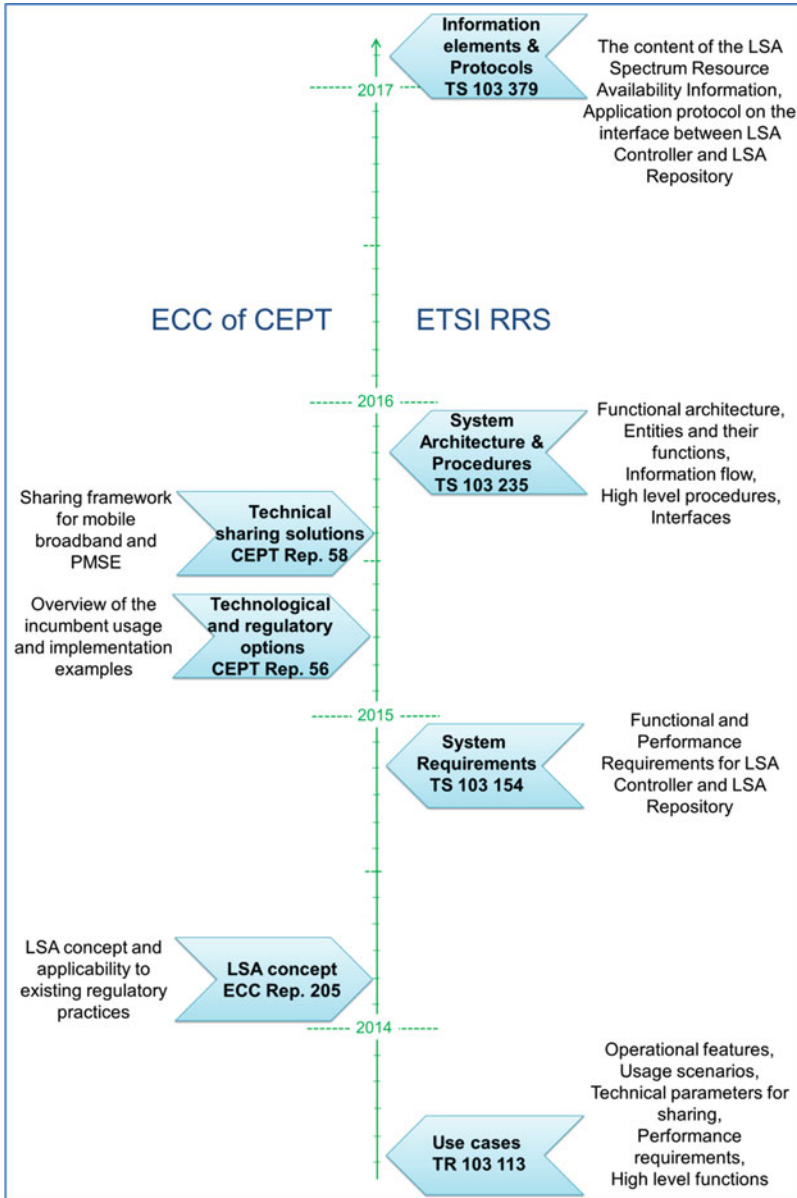 Information
elements &
Protocols
TS 103 379
The content of the LSA
Spectrum Resource
Availability Information,
Application protocol on the
interface between LSA
Controller and LSA
Repository
2017
ECC of CEPT
ETSI RRS
2016
System
Architecture &
Procedures
TS 103 235
Functional architecture,
Entities and their
functions,
Information flow,
High level procedures,
Interfaces
Sharing framework
for mobile
broadband and
PMSE
Technical
sharing solutions
CEPT Rep. 58
Overview of the
incumbent usage
and implementation
examples
Technological
and regulatory
options
CEPT Rep. 56
2015
System
Requirements
TS 103 154
Functional and
Performance
Requirements for LSA
Controller and LSA
Repository
LSA concept and
applicability to
existing regulatory
practices
LSA concept
ECC Rep. 205
2014
Use cases
TR 103 113
Operational features,
Usage scenarios,
Technical parameters for
sharing,
Performance
requirements,
High level functions